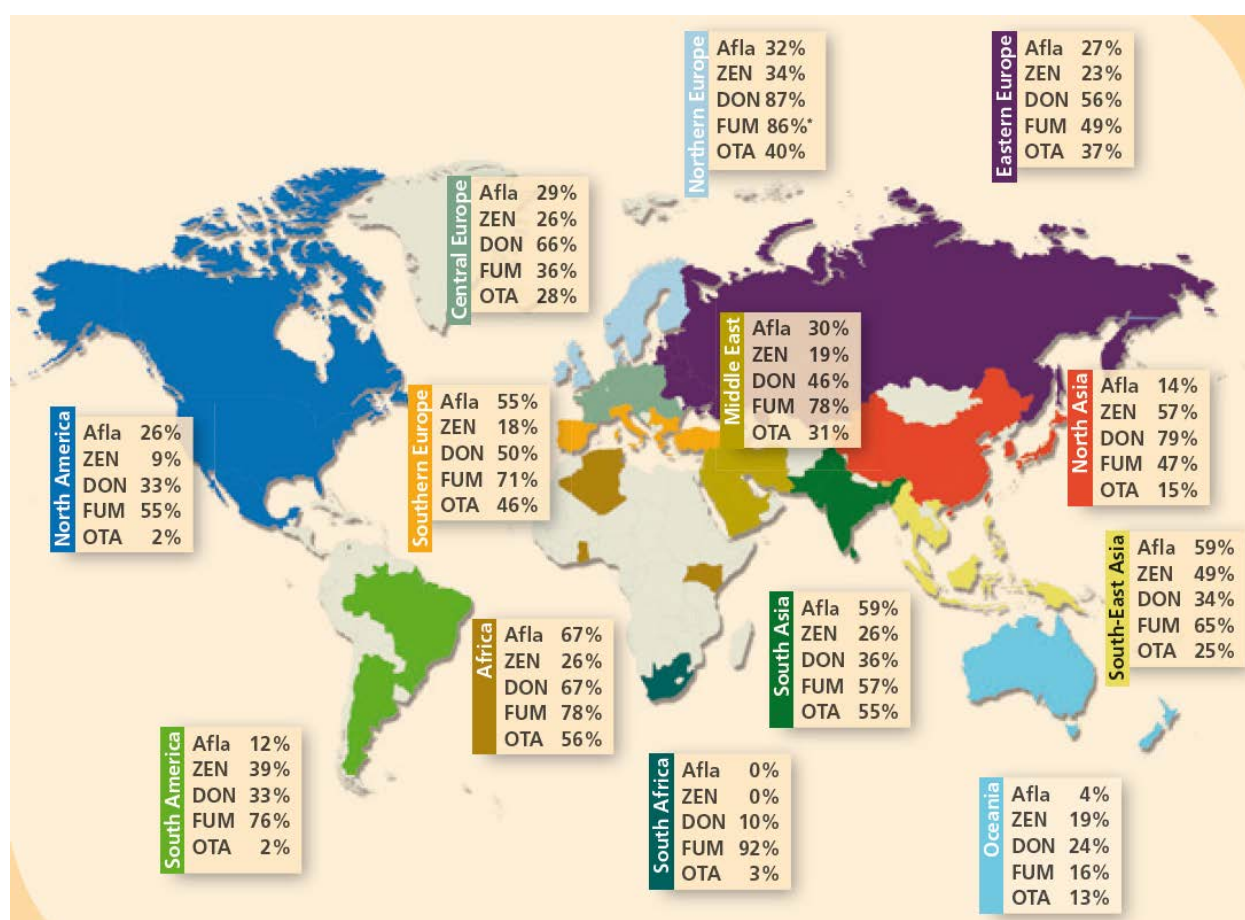 Northern Europe
Afla 32%
ZEN 34%
DON 87%
FUM 86%*
OTA 40%
Eastern Europe
Afla 27%
ZEN 23%
DON 56%
FUM 49%
OTA 37%
Central Europe
Afla 29%
ZEN 26%
DON 66%
FUM 36%
OTA 28%
Middle East
Afla 30%
ZEN 19%
DON 46%
FUM 78%
OTA 31%
North Asia
Afla 14%
ZEN 57%
DON 79%
FUM 47%
OTA 15%
Southern Europe
Afla 55%
ZEN 18%
DON 50%
FUM 71%
OTA 46%
North America
Afla 26%
ZEN 9%
DON 33%
FUM 55%
OTA 2%
South-East Asia
Afla 59%
ZEN 49%
DON 34%
FUM 65%
OTA 25%
South Asia
Afla 59%
ZEN 26%
DON 36%
FUM 57%
OTA 55%
Africa
Afla 67%
ZEN 26%
DON 67%
FUM 78%
OTA 56%
South America
Afla 12%
ZEN 39%
DON 33%
FUM 76%
OTA 2%
South Africa
Afla 0%
ZEN 0%
DON 10%
FUM 92%
OTA 3%
Oceania
Afla 4%
ZEN 19%
DON 24%
FUM 16%
OTA 13%